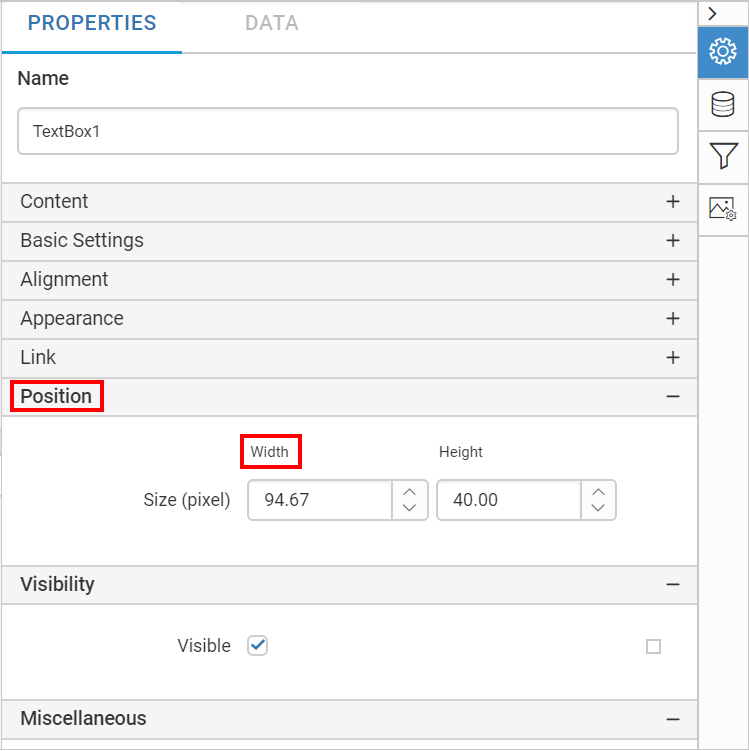 PROPERTIES DATA
Name
TextBox1
Content
Basic Settings
Alignment
Appearance
Link
Position
Width Height
Size (pixel) 94.67 40.00
Visibility
Visible
Miscellaneous